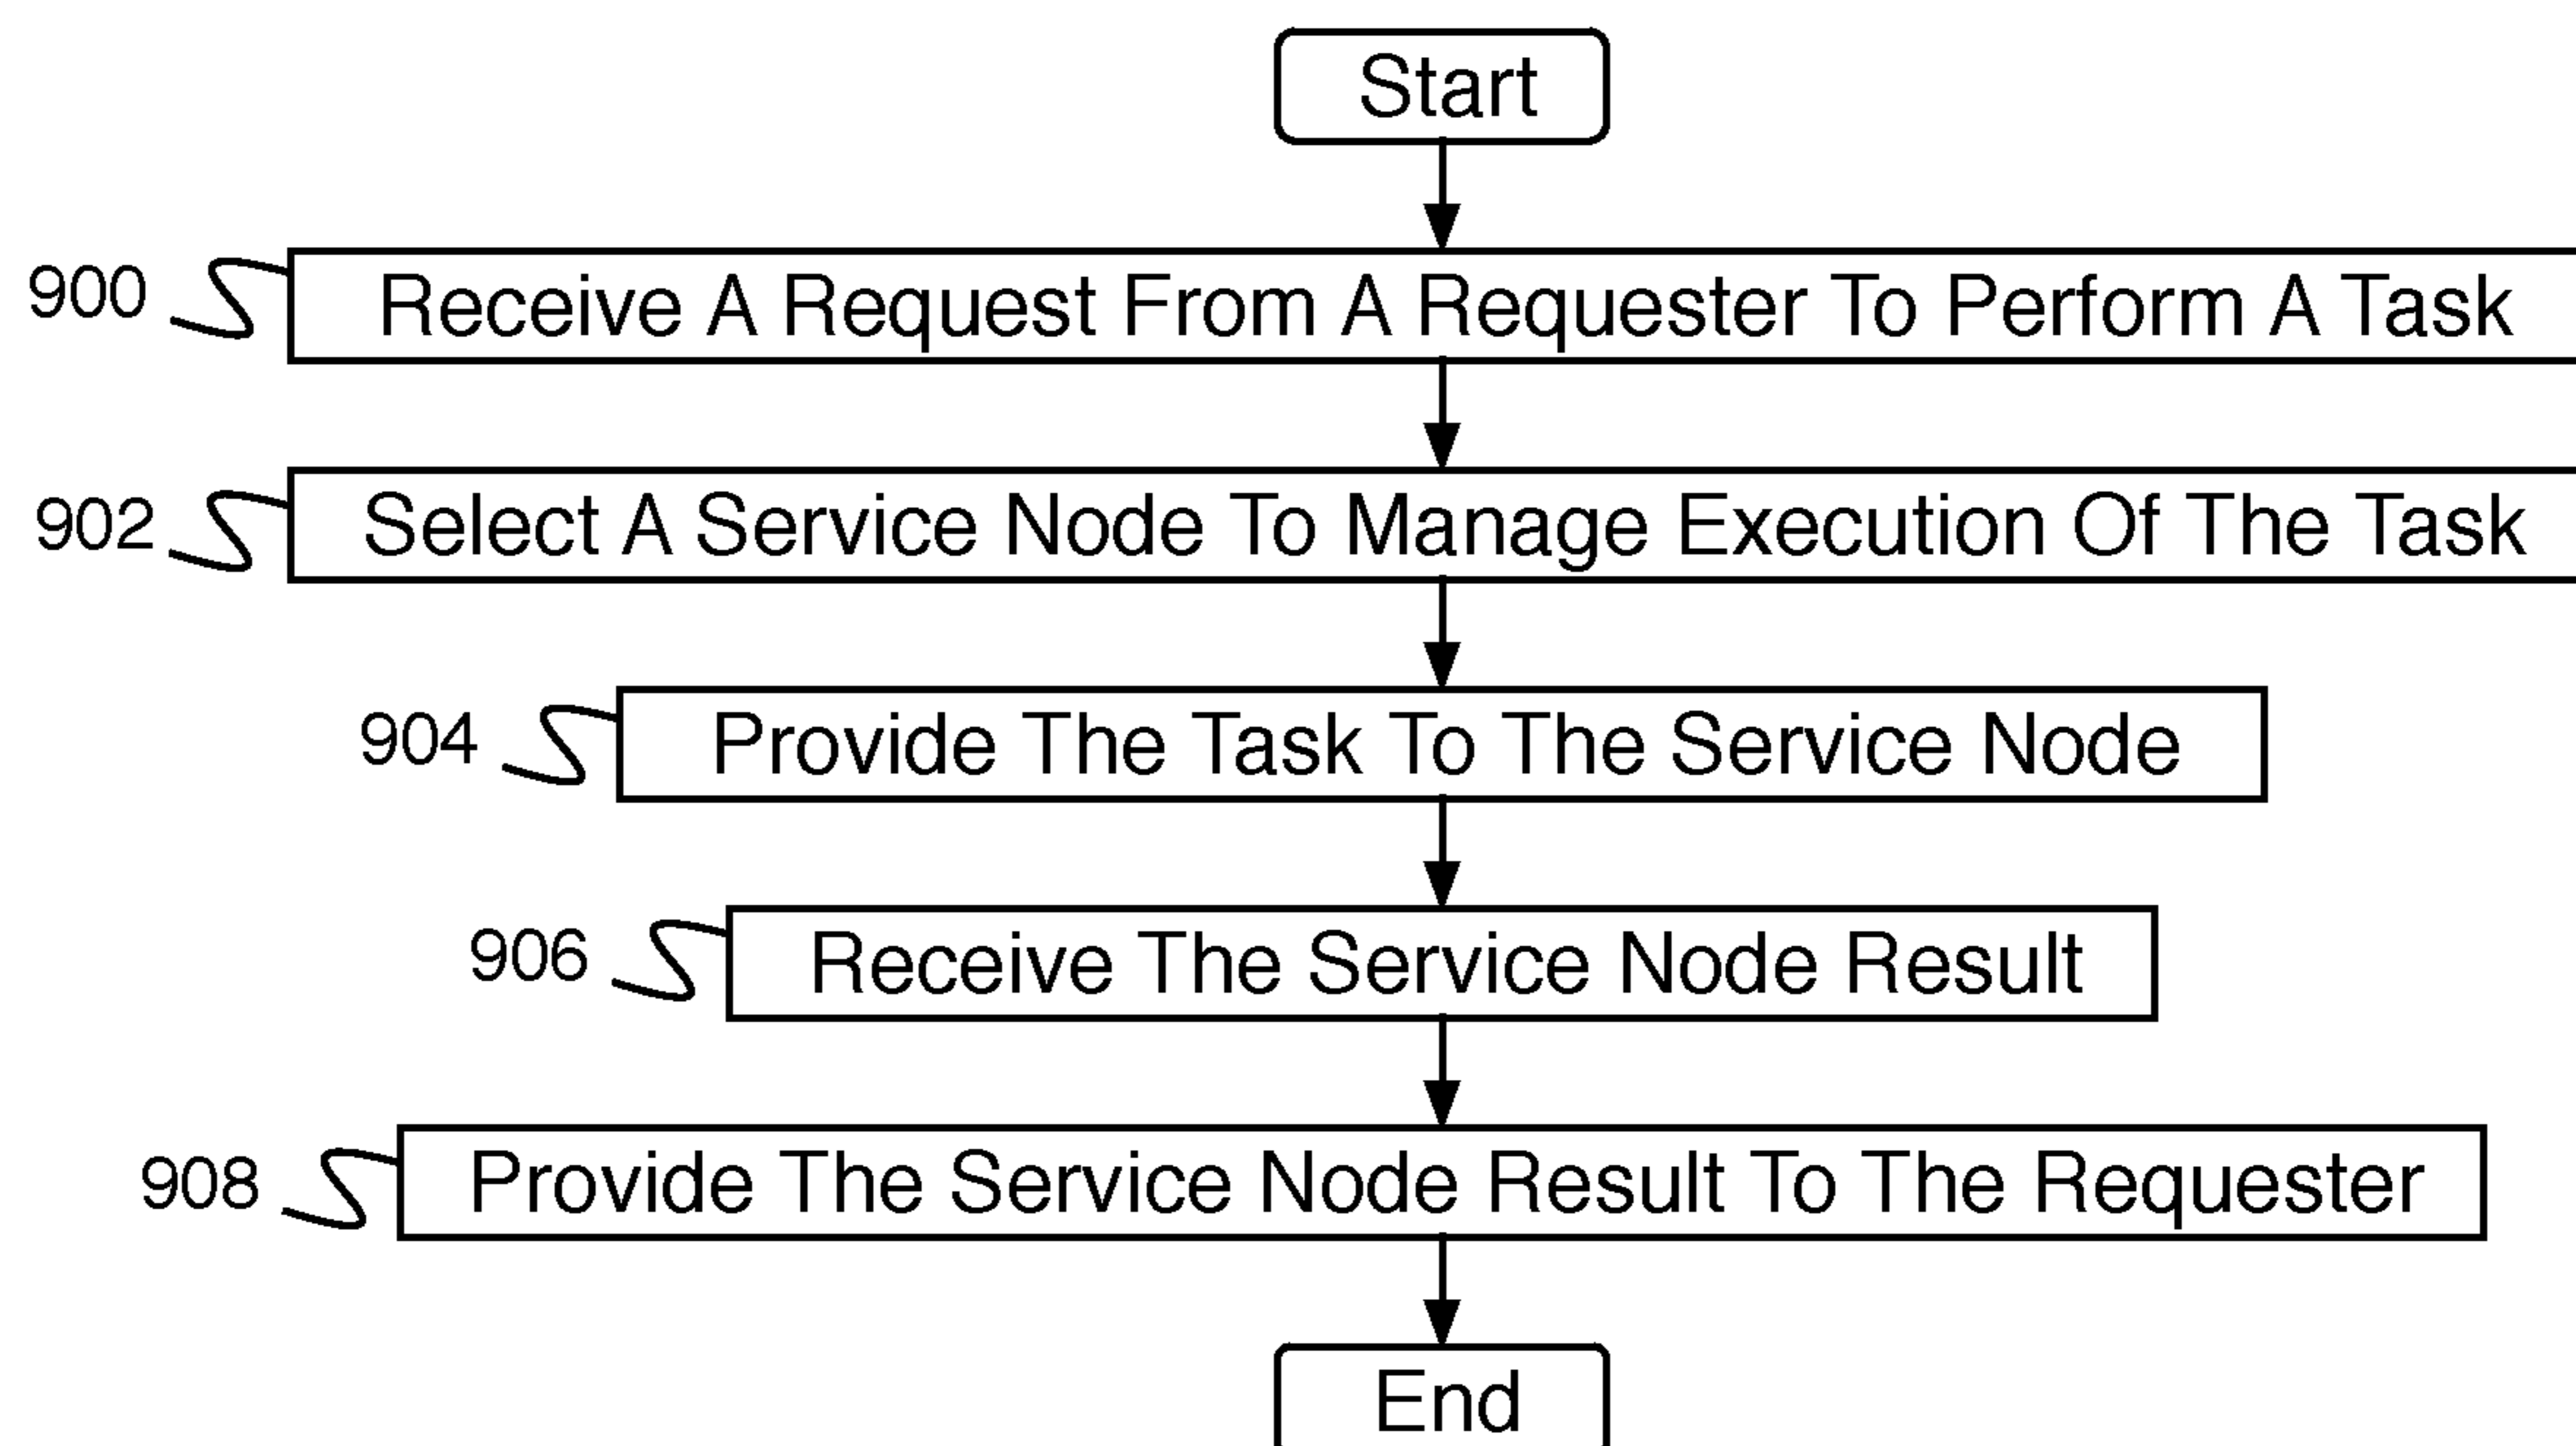 Start
900 Receive A Request From A Requester To Perform A Task
902 Select A Service Node To Manage Execution Of The Task
904 Provide The Task To The Service Node
906 Receive The Service Node Result
908 Provide The Service Node Result To The Requester
End